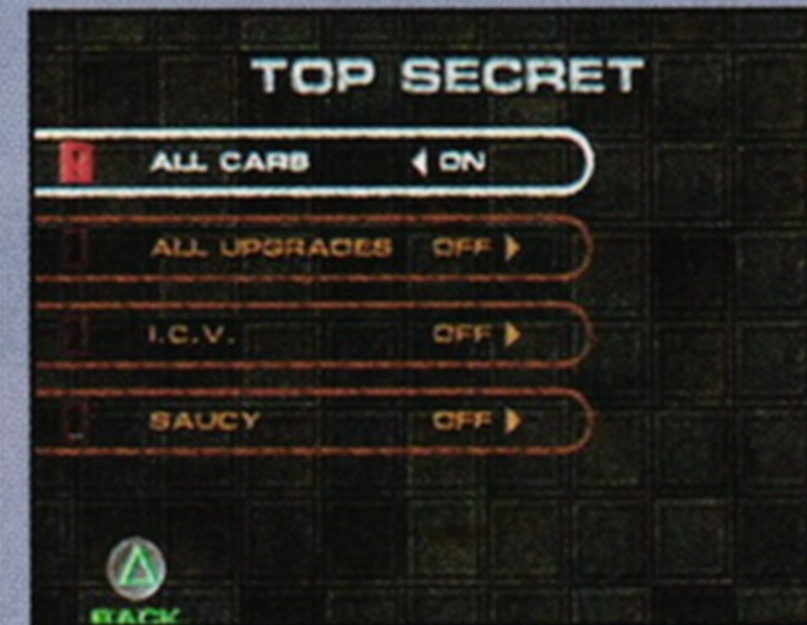 TOP SECRET
ALL CARS ON
ALL UPGRADES OFF
I.C.V. OFF
SAUCY OFF
BACK